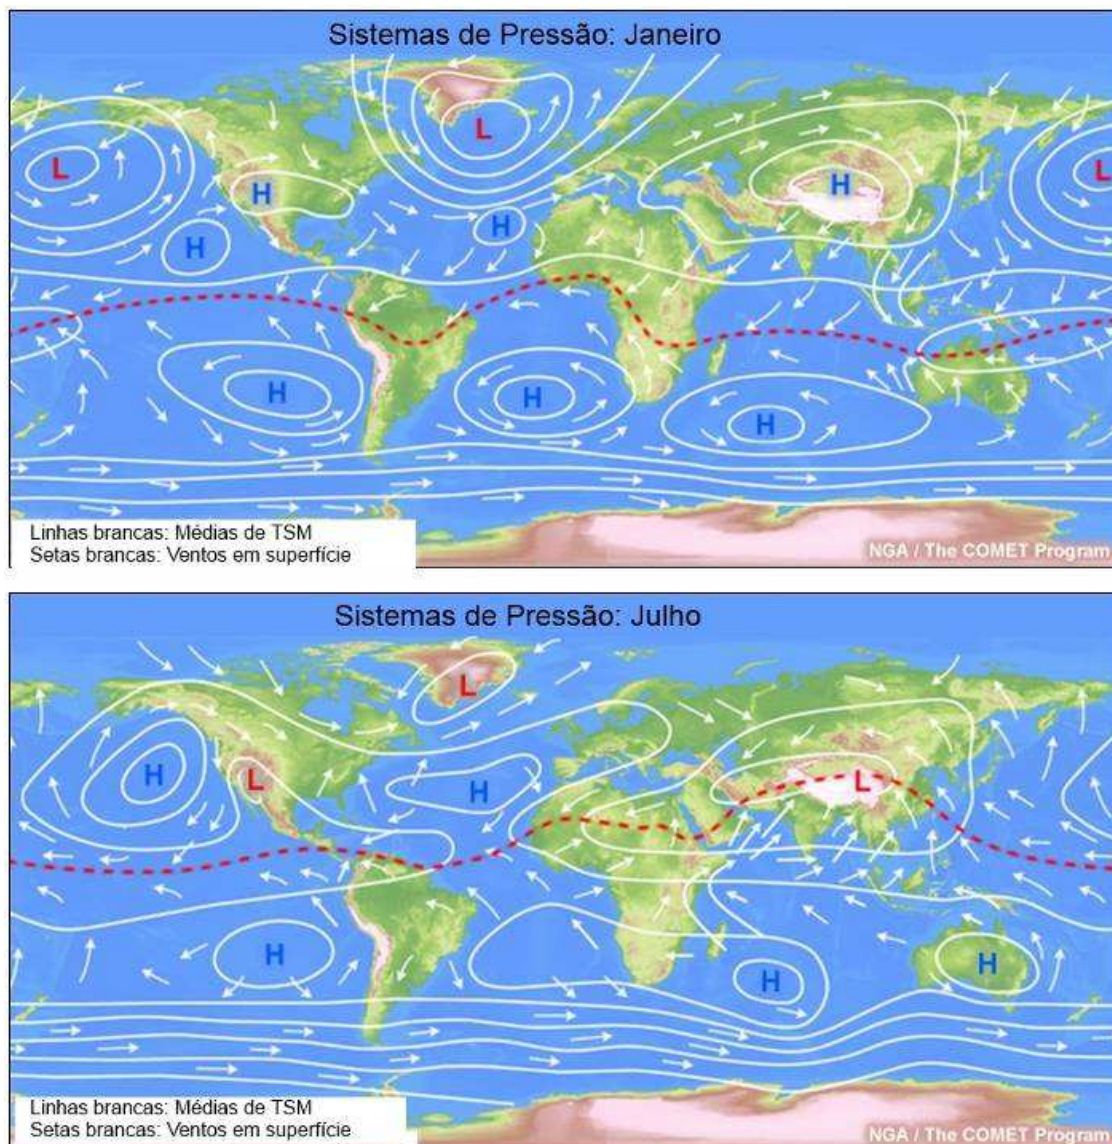 Sistemas de Pressão: Janeiro
L
L
L
H
H
H
H
H
H
H
Linhas brancas: Médias de TSM
Setas brancas: Ventos em superfície
NGA / The COMET Program
Sistemas de Pressão: Julho
L
H
L
L
H
H
H
H
Linhas brancas: Médias de TSM
Setas brancas: Ventos em superfície
NGA / The COMET Program